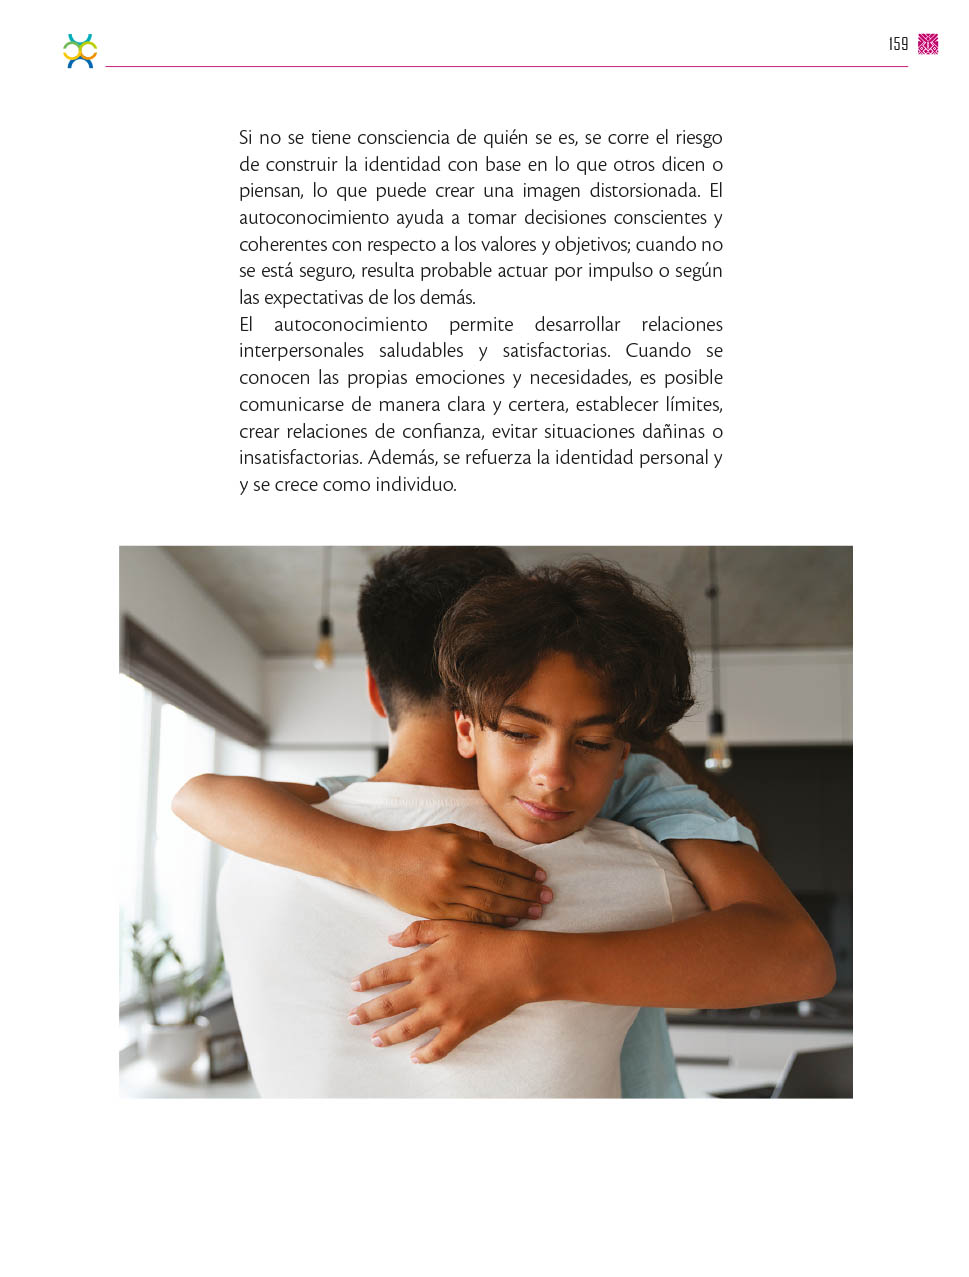 159
Si no se tiene consciencia de quién se es, se corre el riesgo
de construir la identidad con base en lo que otros dicen o
piensan, lo que puede crear una imagen distorsionada. El
autoconocimiento ayuda a tomar decisiones conscientes y
coherentes con respecto a los valores y objetivos; cuando no
se está seguro, resulta probable actuar por impulso o según
las expectativas de los demás.
El autoconocimiento permite desarrollar relaciones
interpersonales saludables y satisfactorias. Cuando se
conocen las propias emociones y necesidades, es posible
comunicarse de manera clara y certera, establecer límites,
crear relaciones de confianza, evitar situaciones dañinas o
insatisfactorias. Además, se refuerza la identidad personal y
y se crece como individuo.